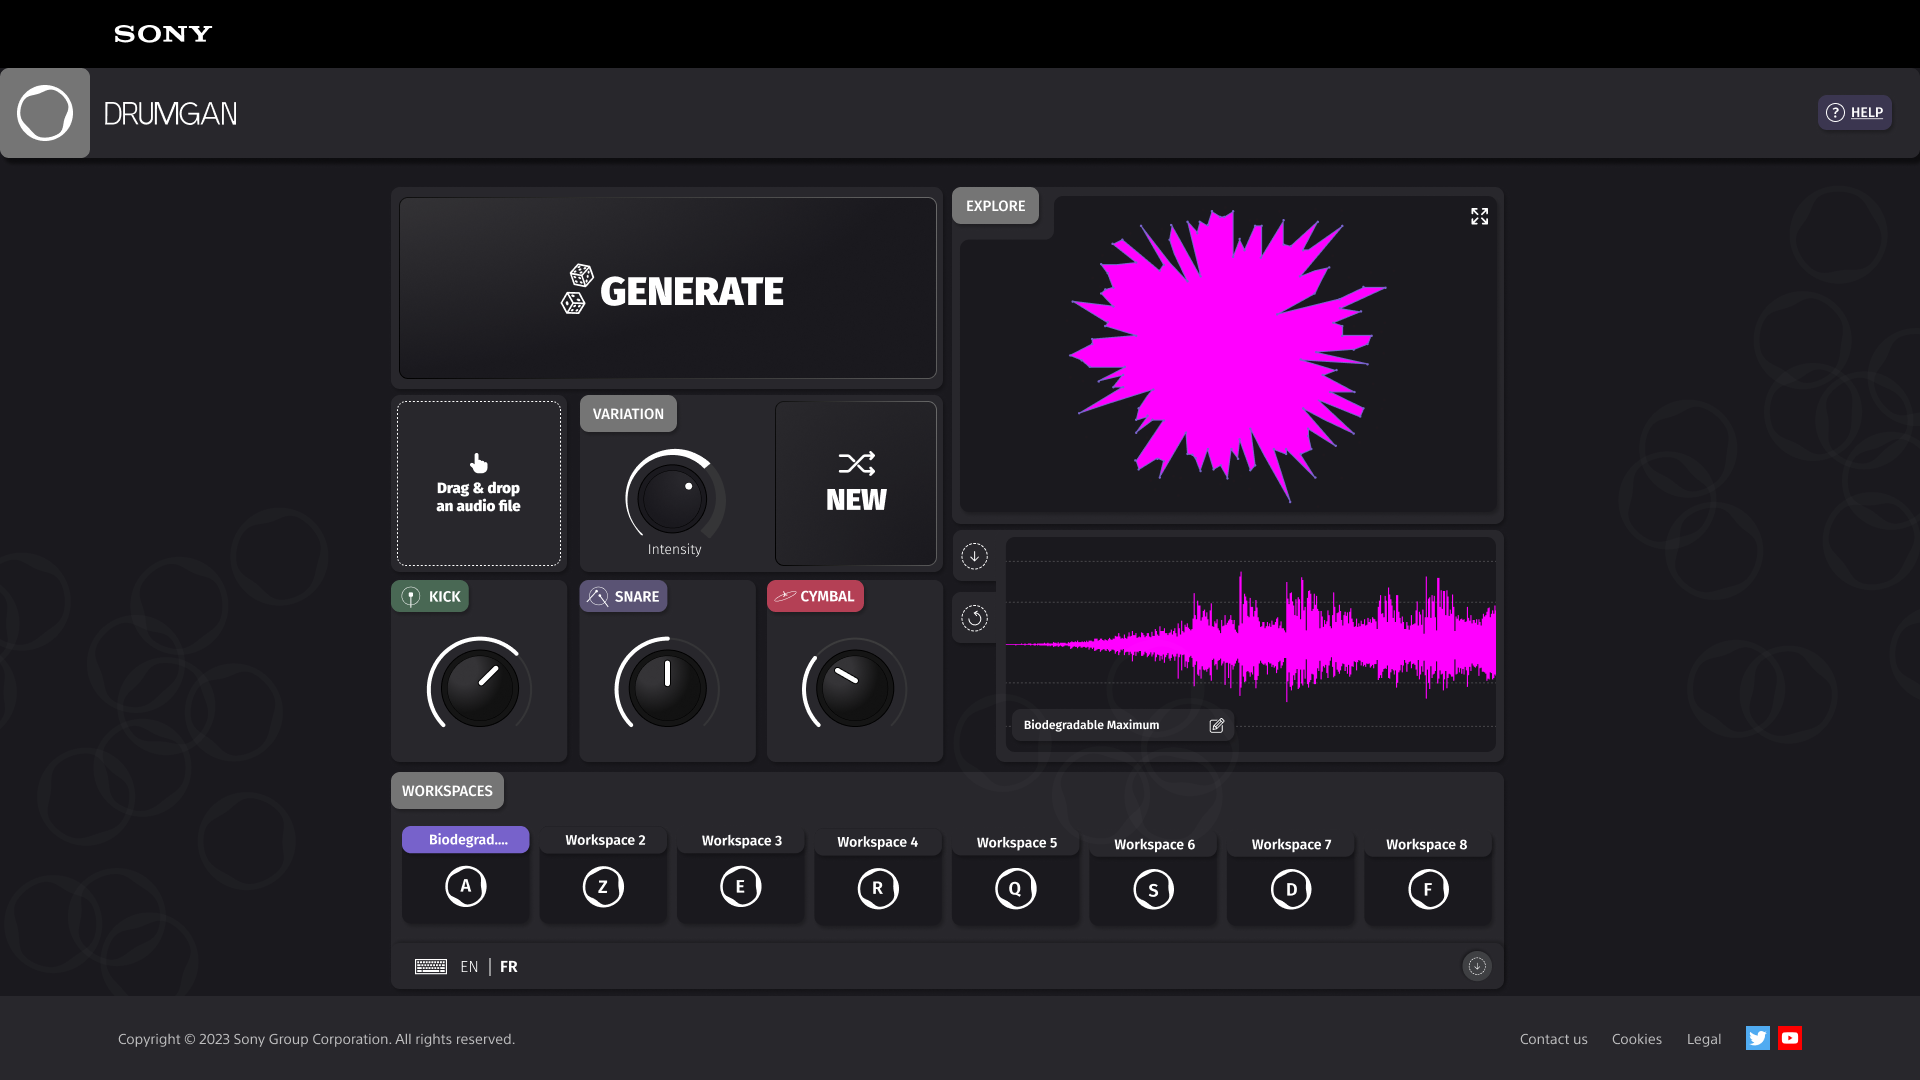 SONY
DRUMGAN
? HELP
GENERATE
EXPLORE
Drag & drop
an audio file
VARIATION
Intensity
NEW
KICK
SNARE
CYMBAL
Biodegradable Maximum
WORKSPACES
Biodegrad....
Workspace 2
Workspace 3
Workspace 4
Workspace 5
Workspace 6
Workspace 7
Workspace 8
A
Z
E
R
Q
S
D
F
EN | FR
Copyright © 2023 Sony Group Corporation. All rights reserved.
Contact us
Cookies
Legal